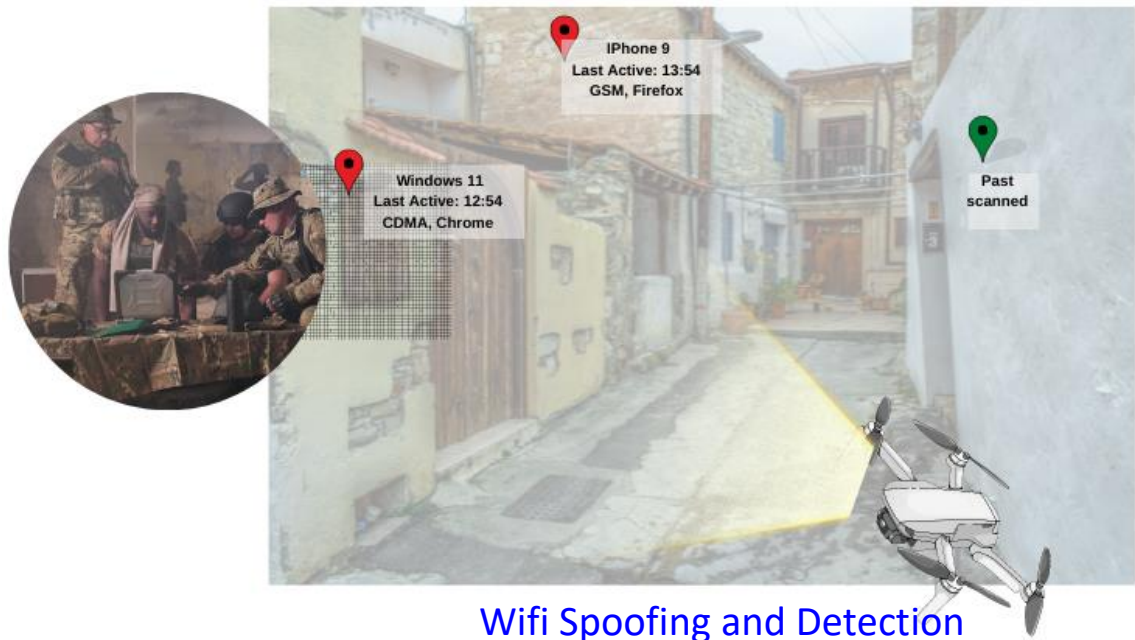 IPhone 9
Last Active: 13:54
GSM, Firefox
Windows 11
Last Active: 12:54
CDMA, Chrome
Past
scanned
Wifi Spoofing and Detection